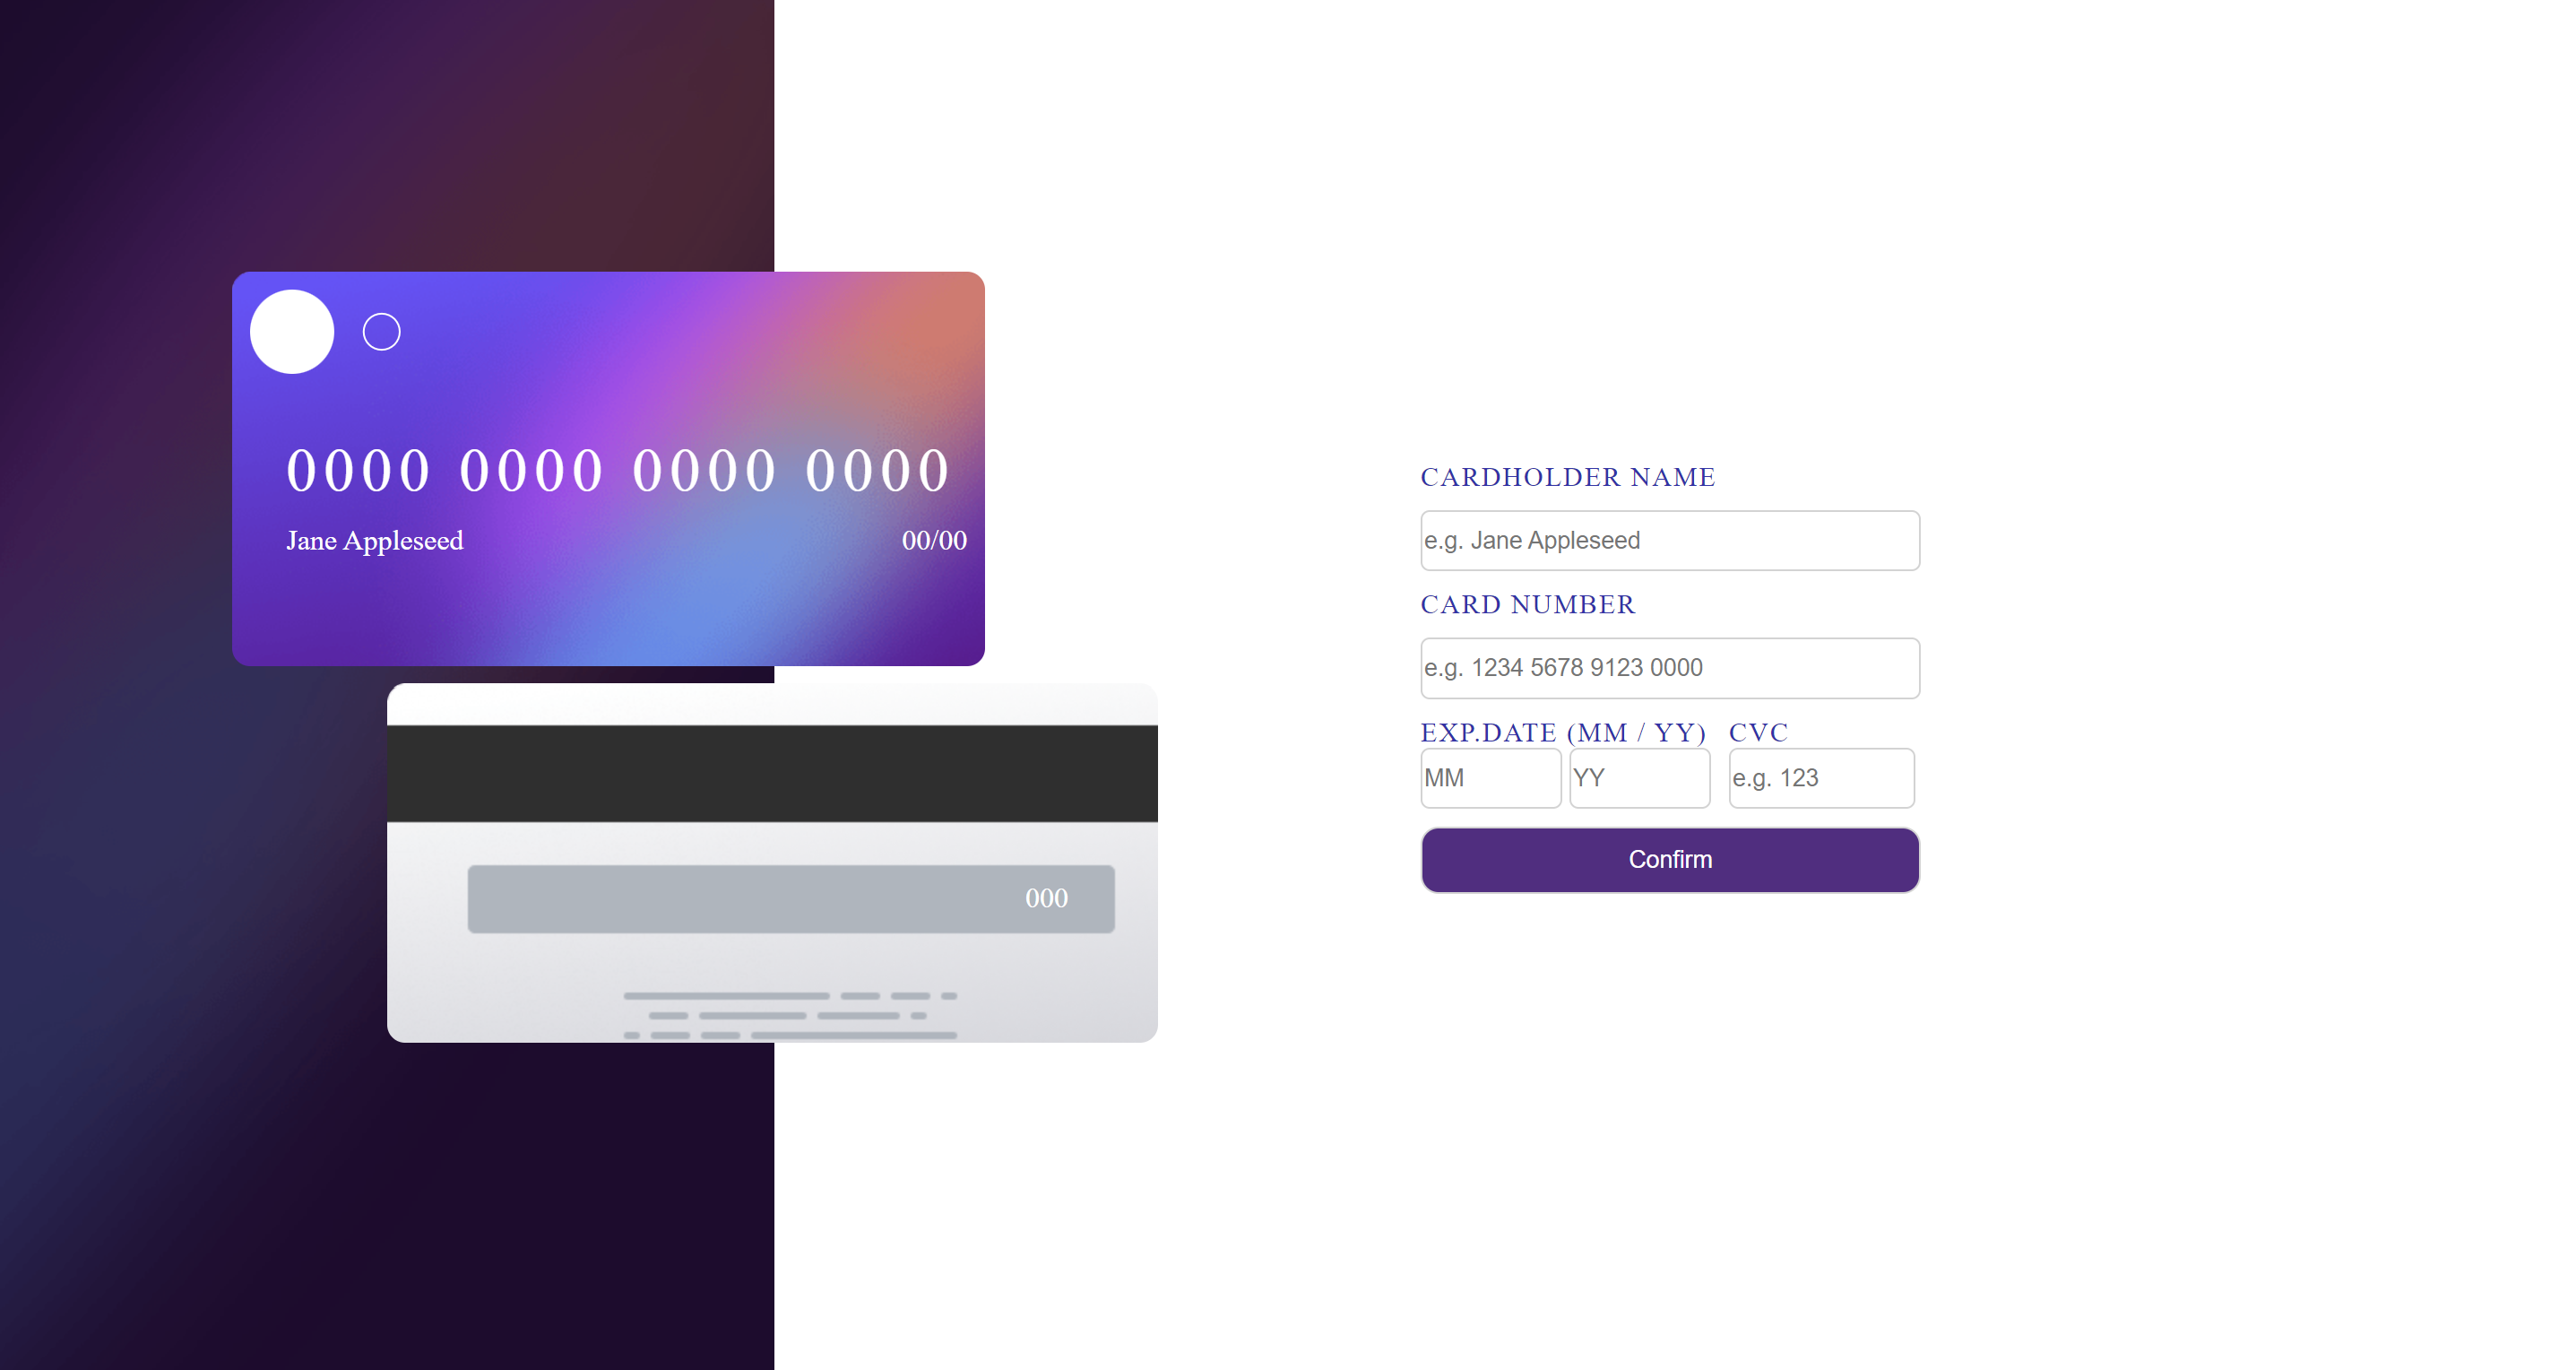 0000 0000 0000 0000
Jane Appleseed 00/00
000
CARDHOLDER NAME
e.g. Jane Appleseed
CARD NUMBER
e.g. 1234 5678 9123 0000
EXP.DATE (MM / YY) CVC
MM YY e.g. 123
Confirm